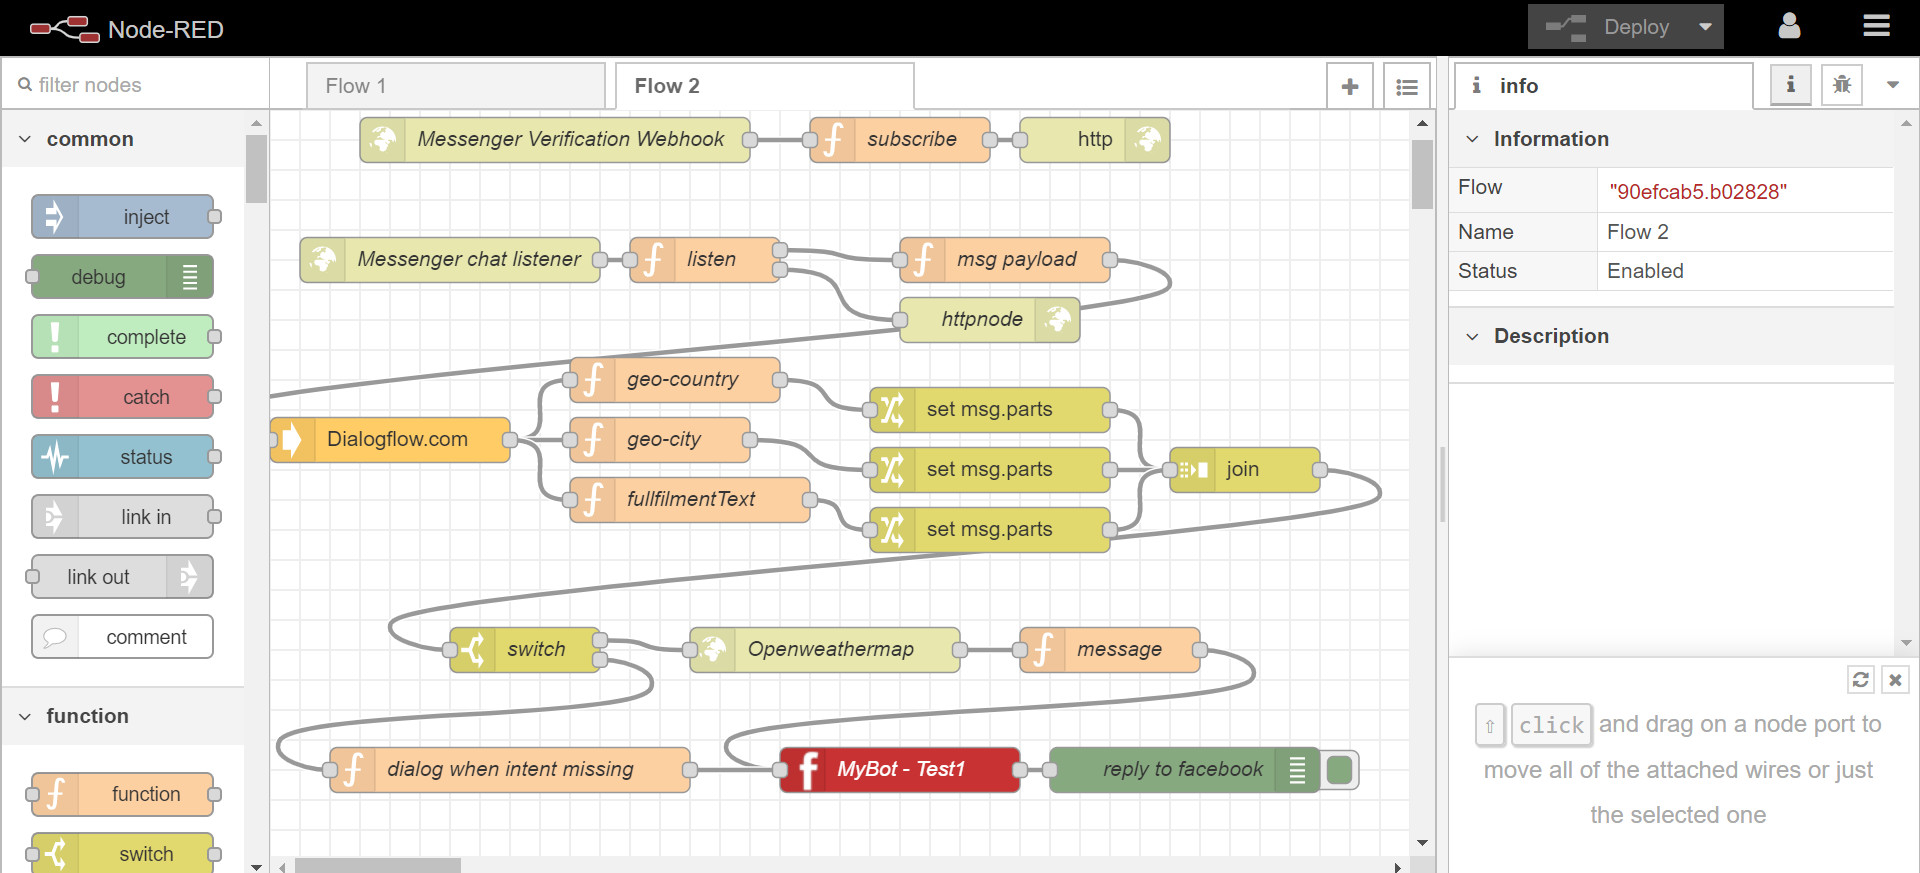 Node-RED
Deploy
filter nodes
Flow 1
Flow 2
info
common
inject
debug
complete
catch
status
link in
link out
comment
function
function
switch
Messenger Verification Webhook
subscribe
http
Messenger chat listener
listen
msg payload
httpnode
geo-country
set msg.parts
Dialogflow.com
geo-city
set msg.parts
join
fullfilmentText
set msg.parts
switch
Openweathermap
message
dialog when intent missing
MyBot - Test1
reply to facebook
Information
Flow "90efcab5.b02828"
Name Flow 2
Status Enabled
Description
⇧ click and drag on a node port to
move all of the attached wires or just
the selected one